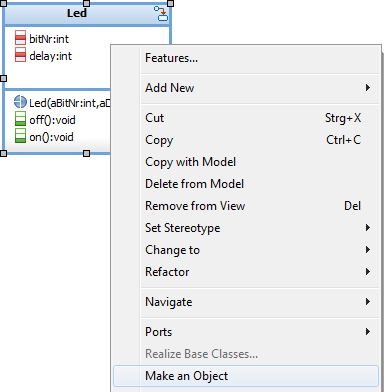 Led
bitNr:int
delay:int
Led(aBitNr:int,aD
off():void
on():void
Features...
Add New
Cut Strg+X
Copy Ctrl+C
Copy with Model
Delete from Model
Remove from View Del
Set Stereotype
Change to
Refactor
Navigate
Ports
Realize Base Classes...
Make an Object